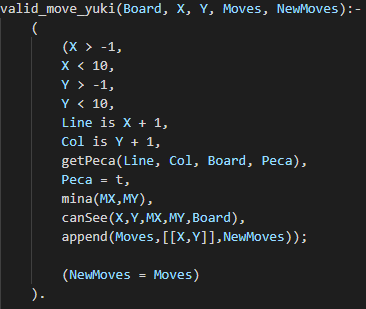 valid_move_yuki(Board, X, Y, Moves, NewMoves):-
(
(X > -1,
X < 10,
Y > -1,
Y < 10,
Line is X + 1,
Col is Y + 1,
getPeca(Line, Col, Board, Peca),
Peca = t,
mina(MX,MY),
canSee(X,Y,MX,MY,Board),
append(Moves,[[X,Y]],NewMoves));
(NewMoves = Moves)
).